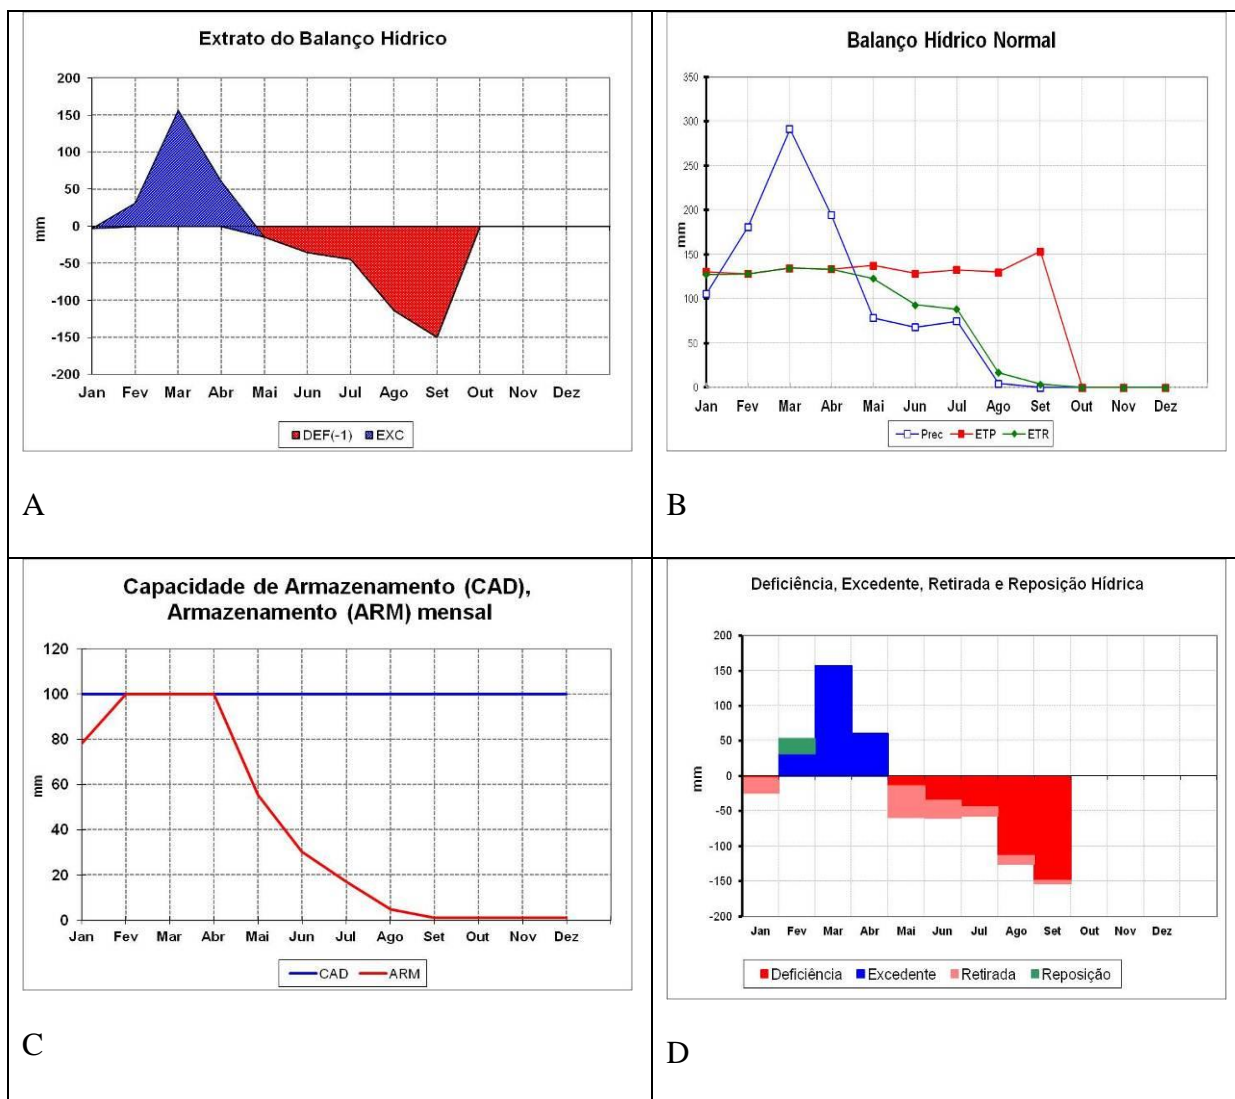 Extrato do Balanço Hídrico
200
150
100
50
0
-50
-100
-150
-200
mm
Jan Fev Mar Abr Mai Jun Jul Ago Set Out Nov Dez
DEF(-1) EXC
A
Balanço Hídrico Normal
350
300
250
200
150
100
50
0
mm
Jan Fev Mar Abr Mai Jun Jul Ago Set Out Nov Dez
Prec ETP ETR
B
Capacidade de Armazenamento (CAD),
Armazenamento (ARM) mensal
120
100
80
60
40
20
0
mm
Jan Fev Mar Abr Mai Jun Jul Ago Set Out Nov Dez
CAD ARM
C
Deficiência, Excedente, Retirada e Reposição Hídrica
200
150
100
50
0
-50
-100
-150
-200
mm
Jan Fev Mar Abr Mai Jun Jul Ago Set Out Nov Dez
Deficiência Excedente Retirada Reposição
D